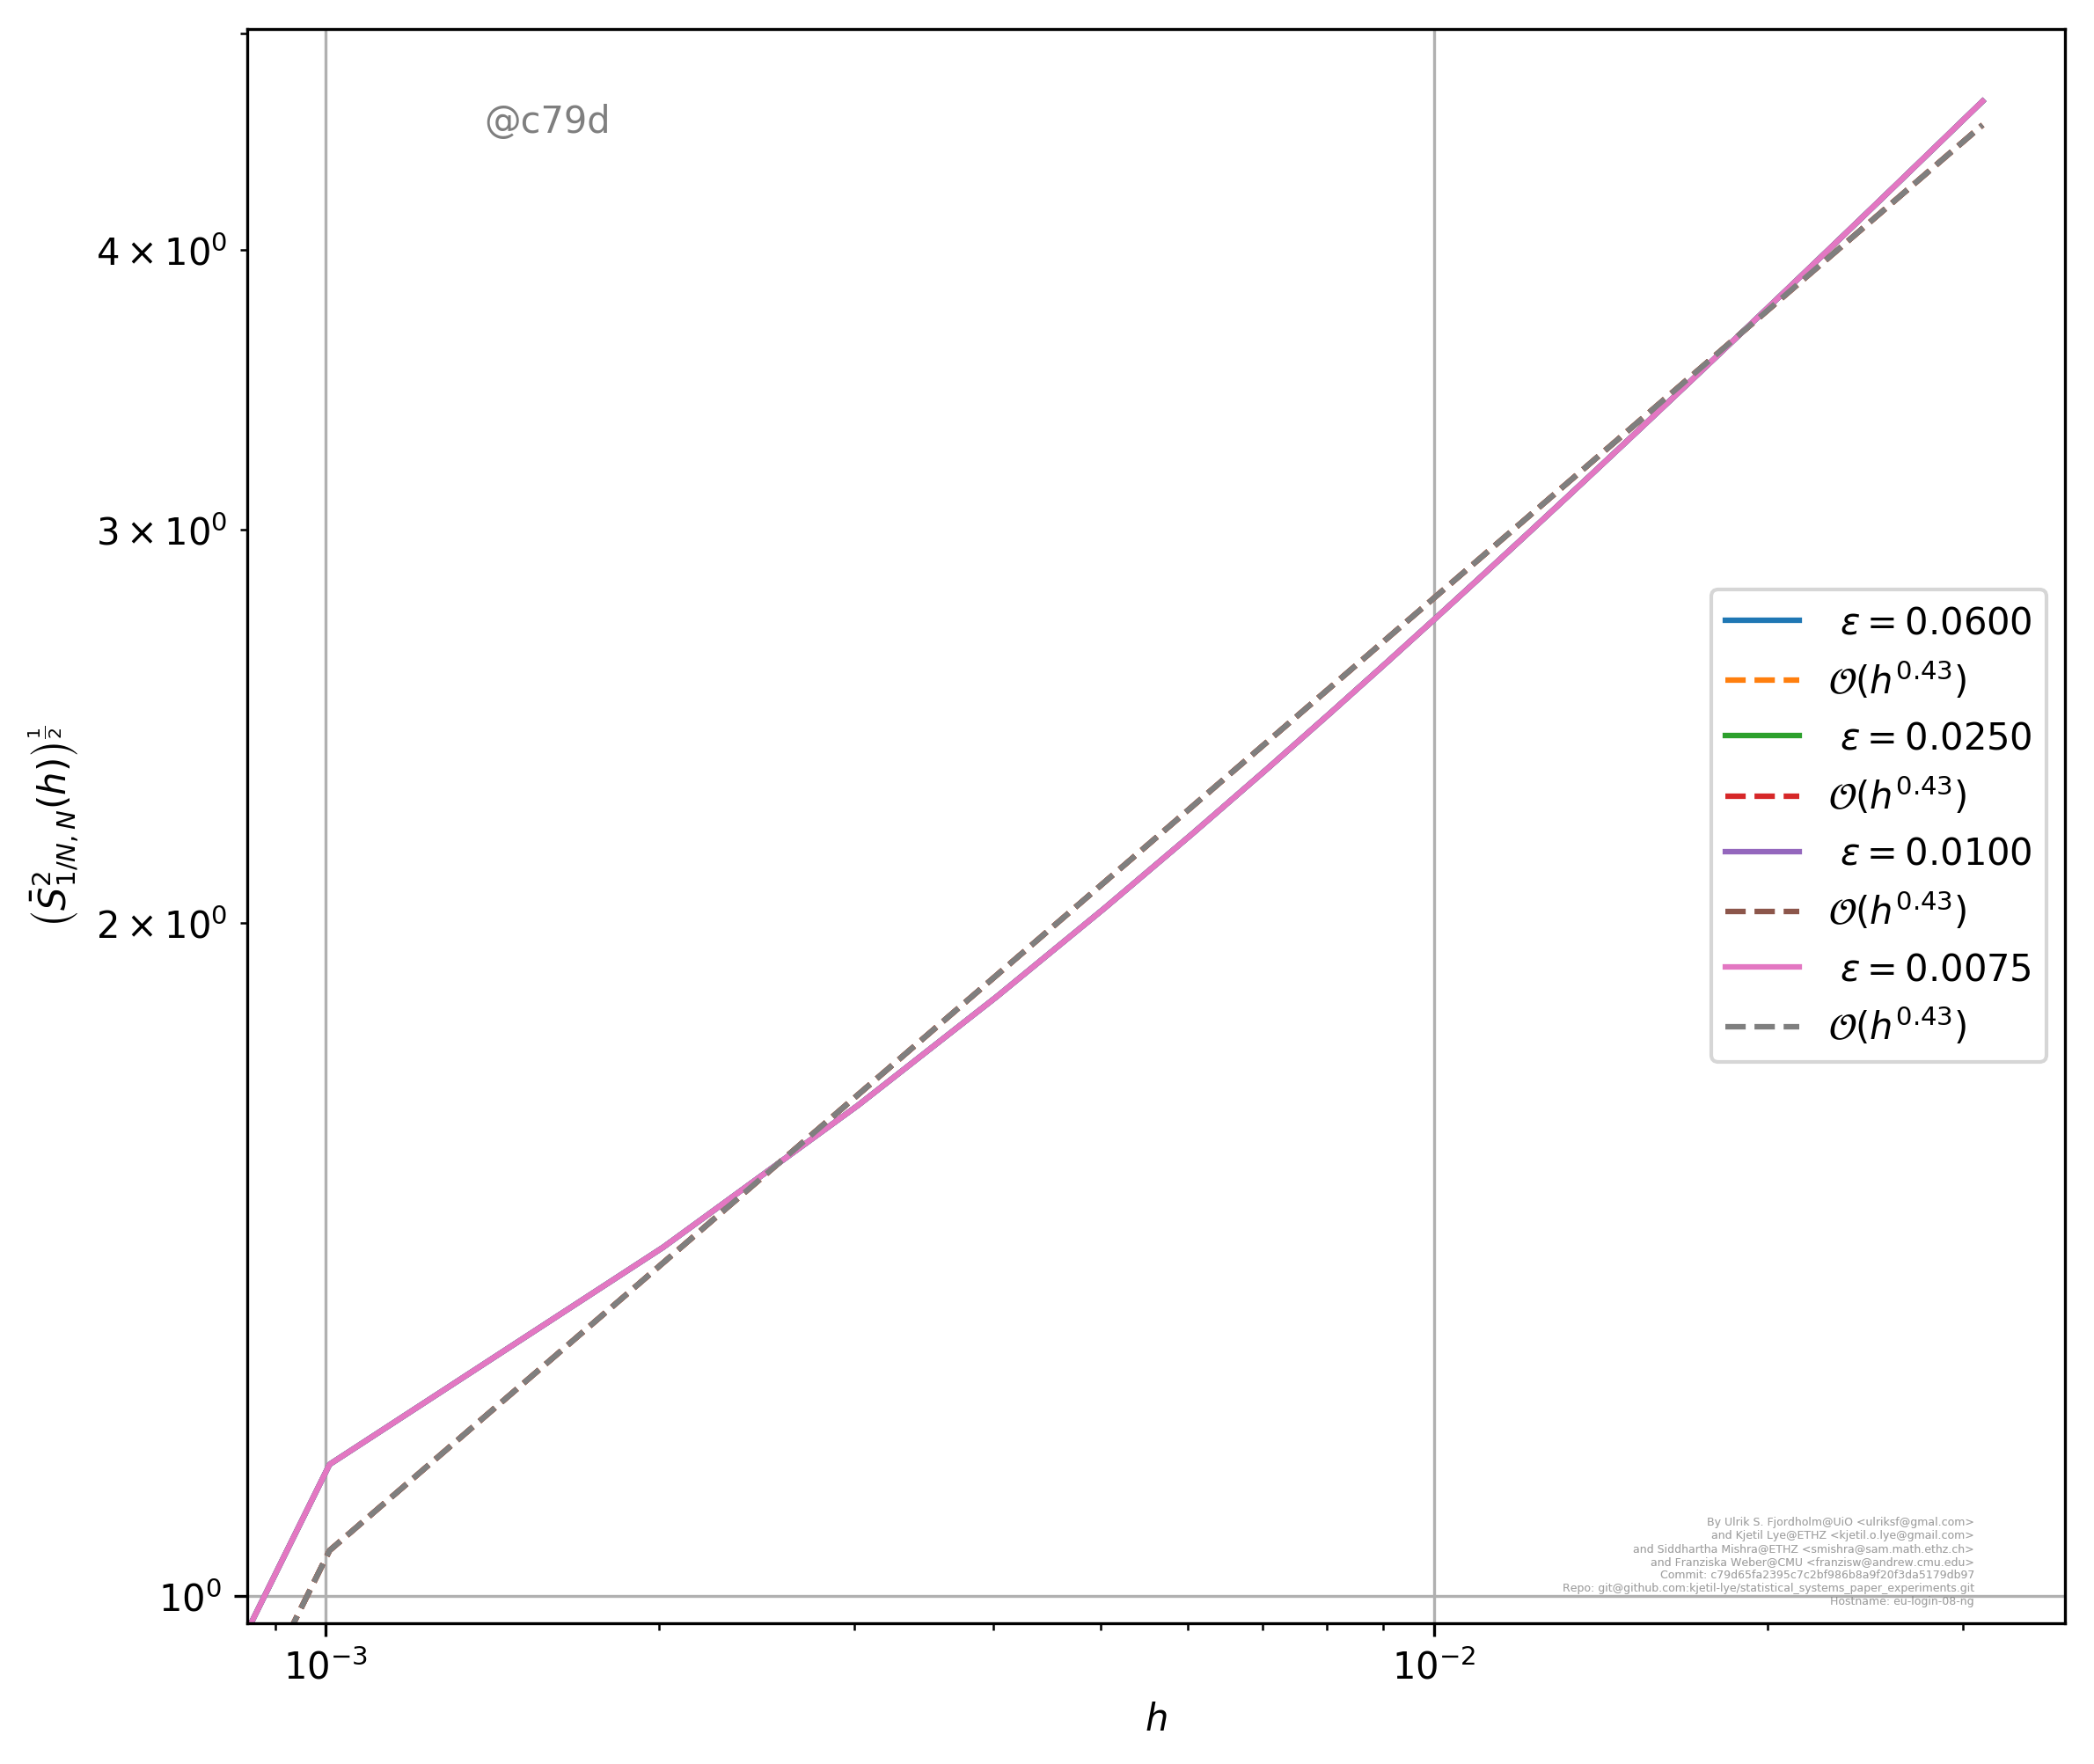 @c79d
4 × 10⁰
3 × 10⁰
2 × 10⁰
10⁰
(S̄²_{1/N, N}(h))^{1/2}
ε = 0.0600
𝒪(h^{0.43})
ε = 0.0250
𝒪(h^{0.43})
ε = 0.0100
𝒪(h^{0.43})
ε = 0.0075
𝒪(h^{0.43})
By Ulrik S. Fjordholm@UiO <ulriksf@gmal.com>
and Kjetil Lye@ETHZ <kjetil.o.lye@gmail.com>
and Siddhartha Mishra@ETHZ <smishra@sam.math.ethz.ch>
and Franziska Weber@CMU <franzisw@andrew.cmu.edu>
Commit: c79d65fa2395c7c2bf986b8a9f20f3da5179db97
Repo: git@github.com:kjetil-lye/statistical_systems_paper_experiments.git
Hostname: eu-login-08-ng
10⁻³
10⁻²
h